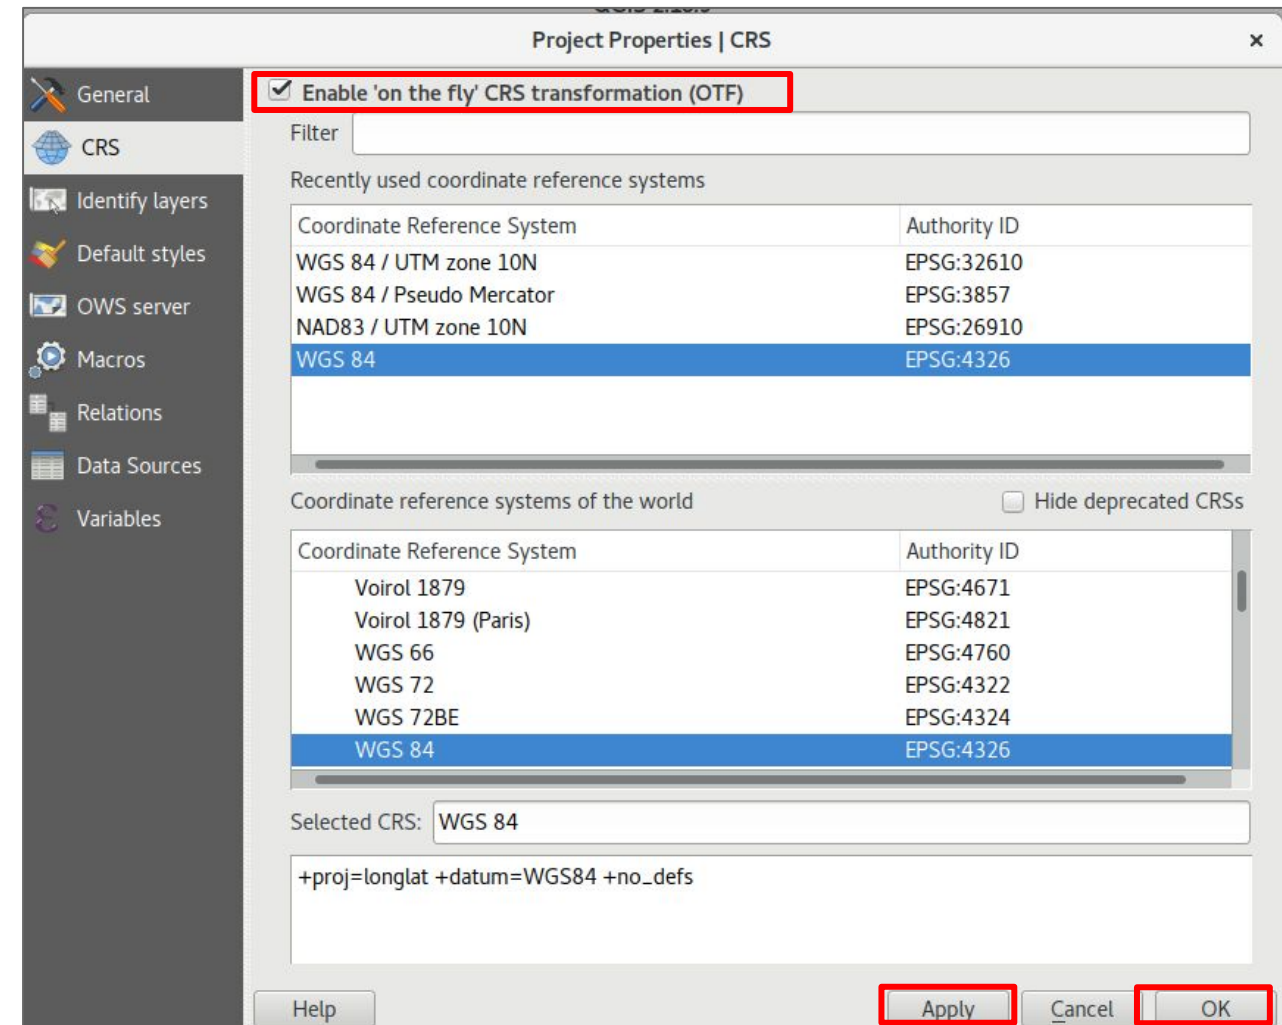 Project Properties | CRS
General
CRS
Identify layers
Default styles
OWS server
Macros
Relations
Data Sources
Variables
Enable 'on the fly' CRS transformation (OTF)
Filter
Recently used coordinate reference systems
Coordinate Reference System Authority ID
WGS 84 / UTM zone 10N EPSG:32610
WGS 84 / Pseudo Mercator EPSG:3857
NAD83 / UTM zone 10N EPSG:26910
WGS 84 EPSG:4326
Coordinate reference systems of the world Hide deprecated CRSs
Coordinate Reference System Authority ID
Voirol 1879 EPSG:4671
Voirol 1879 (Paris) EPSG:4821
WGS 66 EPSG:4760
WGS 72 EPSG:4322
WGS 72BE EPSG:4324
WGS 84 EPSG:4326
Selected CRS: WGS 84
+proj=longlat +datum=WGS84 +no_defs
Help Apply Cancel OK